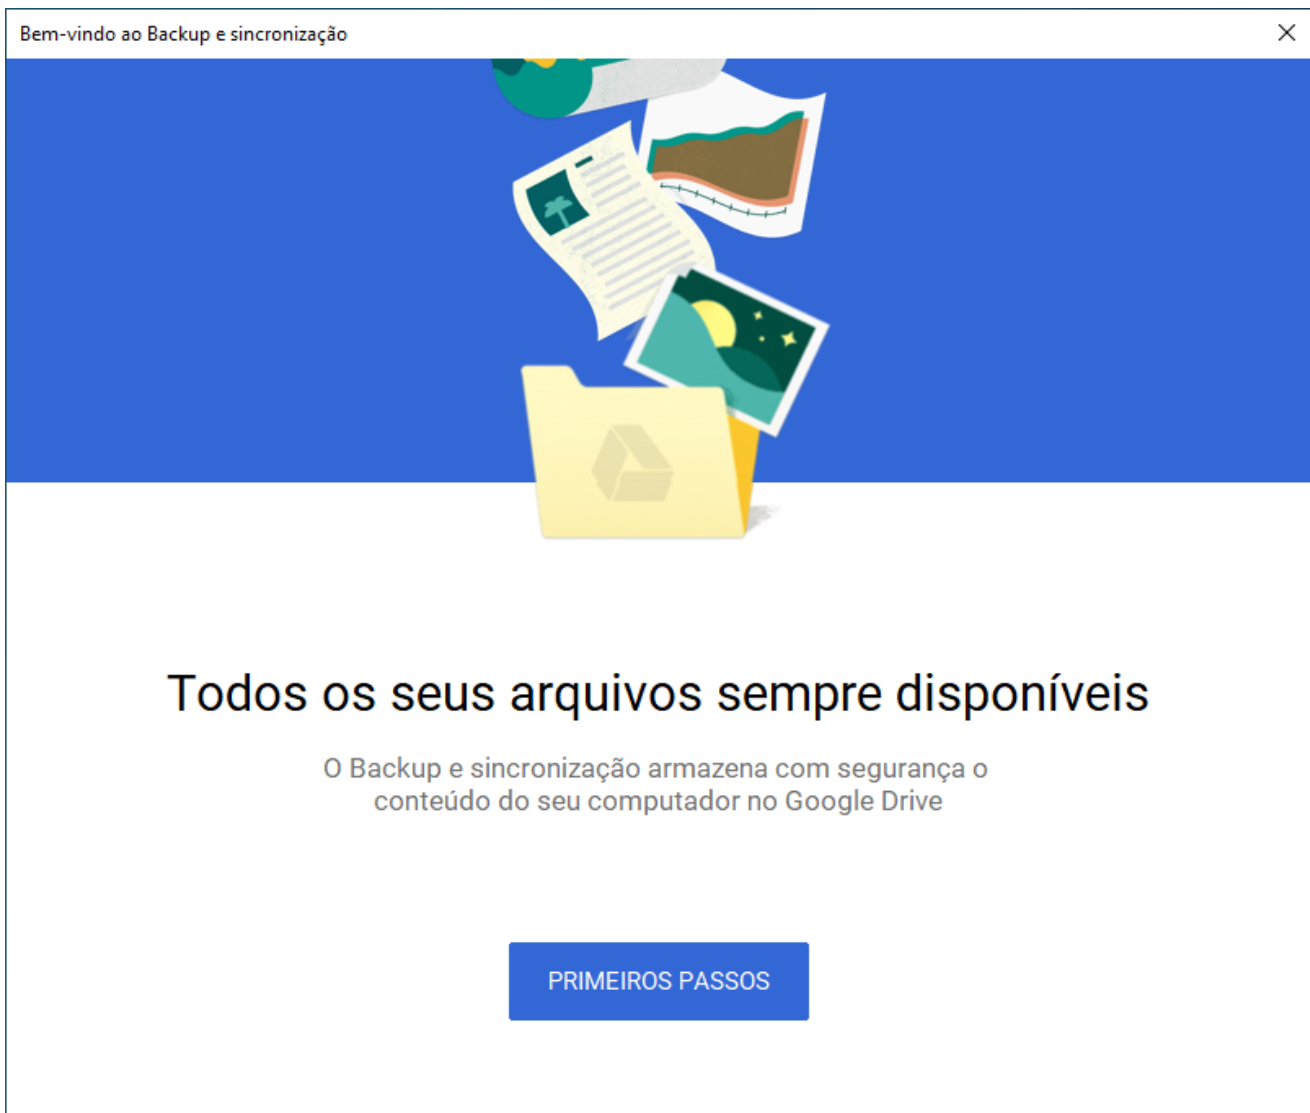 Bem-vindo ao Backup e sincronização
Todos os seus arquivos sempre disponíveis
O Backup e sincronização armazena com segurança o
conteúdo do seu computador no Google Drive
PRIMEIROS PASSOS